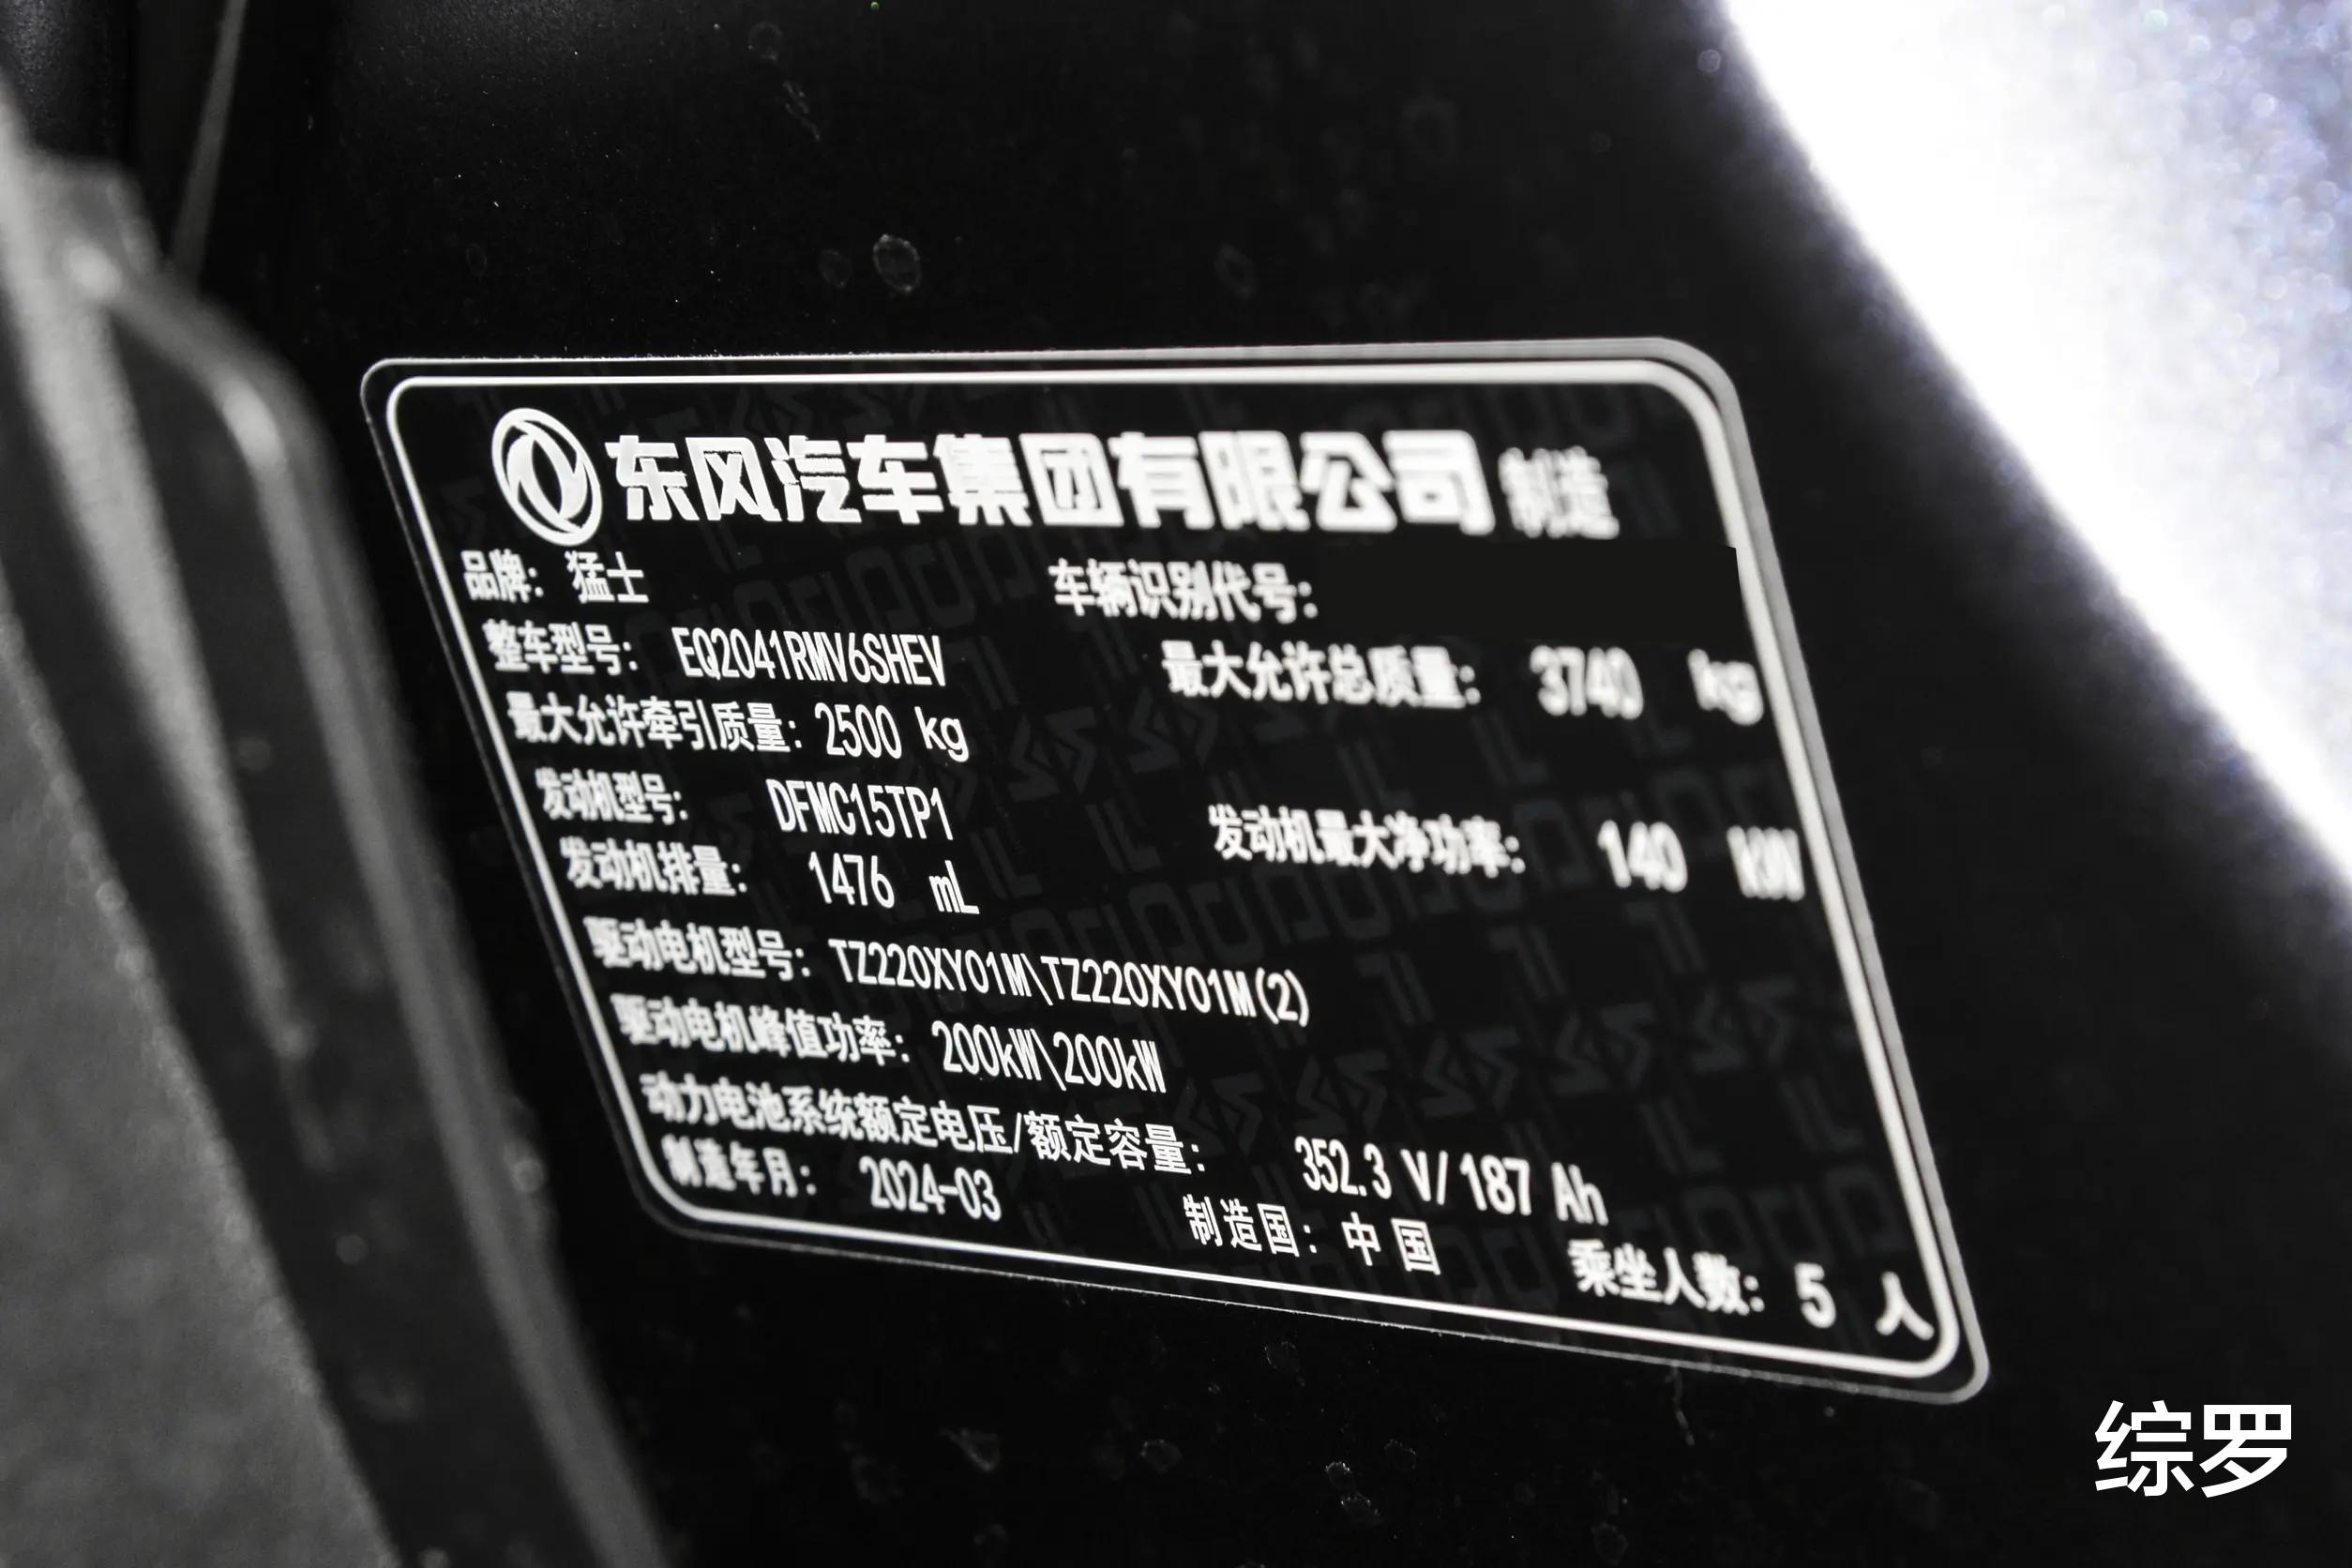 东风汽车集团有限公司 制造
品牌: 猛士 车辆识别代号:
整车型号: EQ2041RMV6SHEV 最大允许总质量: 3740 kg
最大允许牵引质量: 2500 kg
发动机型号: DFMC15TP1 发动机最大净功率: 140 kW
发动机排量: 1476 mL
驱动电机型号: TZ220XY01M\TZ220XY01M(2)
驱动电机峰值功率: 200kW\200kW
动力电池系统额定电压/额定容量: 352.3 V/187 Ah
制造年月: 2024-03 制造国: 中国 乘坐人数: 5 人
综罗